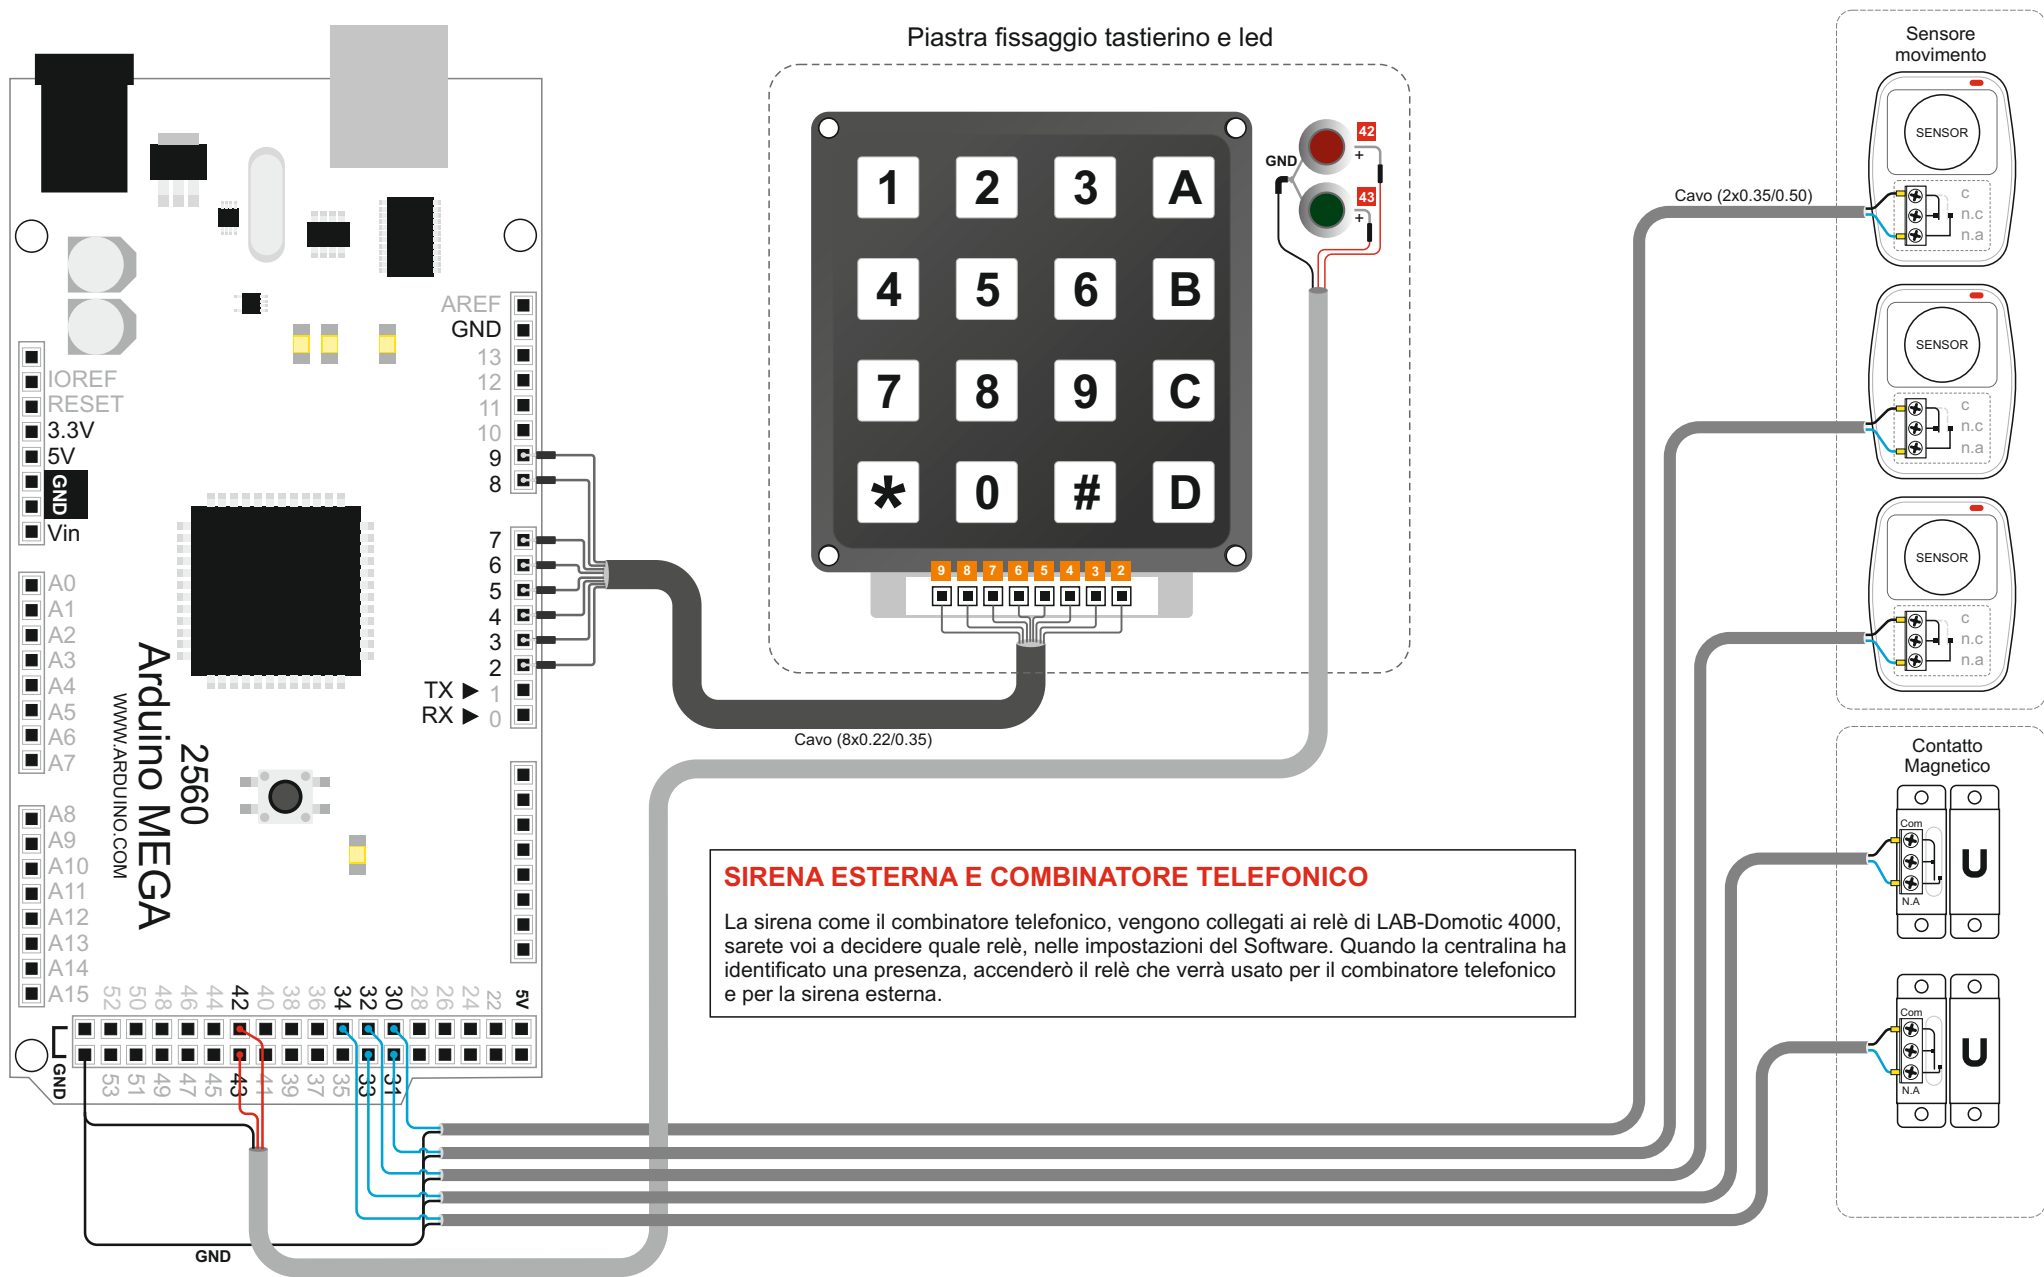 Piastra fissaggio tastierino e led
Sensore
movimento
SENSOR
c
n.c
n.a
SENSOR
c
n.c
n.a
SENSOR
c
n.c
n.a
Cavo (2x0.35/0.50)
1 2 3 A
4 5 6 B
7 8 9 C
* 0 # D
9 8 7 6 5 4 3 2
GND
42
+
43
+
Cavo (8x0.22/0.35)
AREF
GND
13
12
11
10
9
8
7
6
5
4
3
2
TX ► 1
RX ► 0
IOREF
RESET
3.3V
5V
GND
Vin
A0
A1
A2
A3
A4
A5
A6
A7
A8
A9
A10
A11
A12
A13
A14
A15
Arduino MEGA
2560
WWW.ARDUINO.COM
52 50 48 46 44 42 40 38 36 34 32 30 28 26 24 22 5V
GND
53 51 49 47 45 43 41 39 37 35 33 31
GND
SIRENA ESTERNA E COMBINATORE TELEFONICO
La sirena come il combinatore telefonico, vengono collegati ai relè di LAB-Domotic 4000,
sarete voi a decidere quale relè, nelle impostazioni del Software. Quando la centralina ha
identificato una presenza, accenderò il relè che verrà usato per il combinatore telefonico
e per la sirena esterna.
Contatto
Magnetico
Com
N.A
Com
N.A